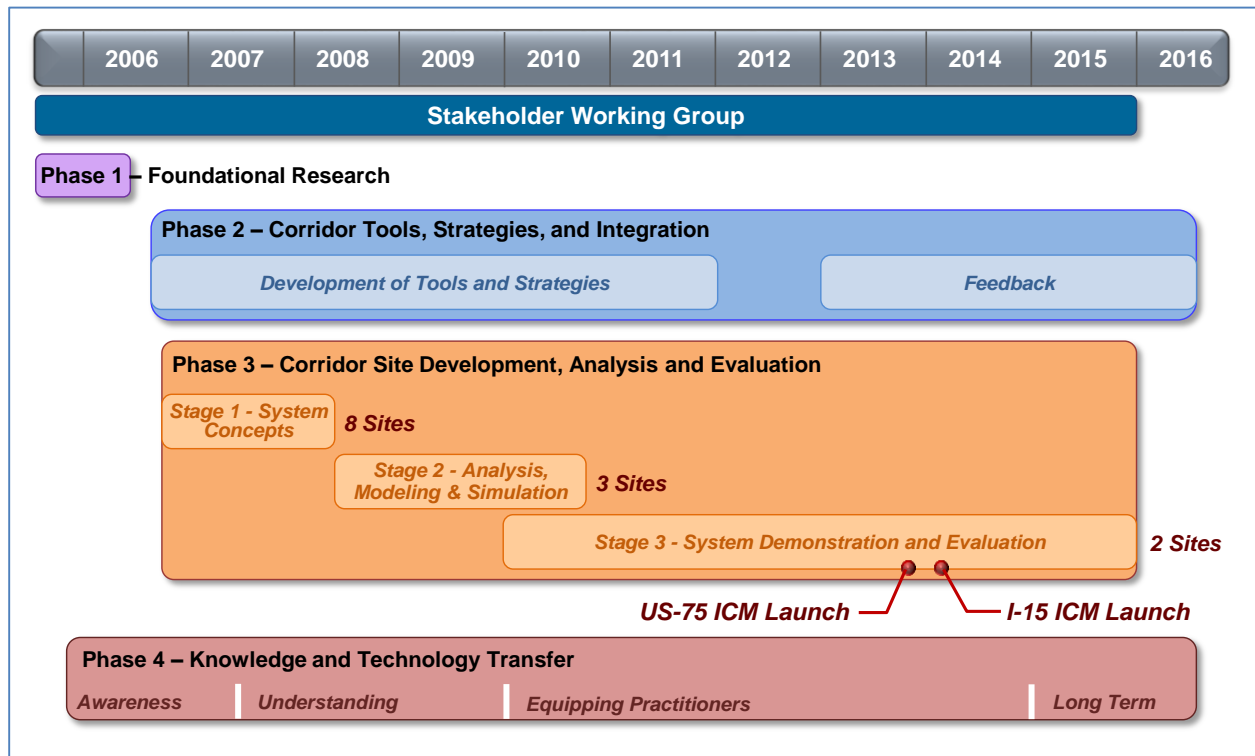 2006 2007 2008 2009 2010 2011 2012 2013 2014 2015 2016
Stakeholder Working Group
Phase 1 – Foundational Research
Phase 2 – Corridor Tools, Strategies, and Integration
Development of Tools and Strategies
Feedback
Phase 3 – Corridor Site Development, Analysis and Evaluation
Stage 1 - System
Concepts
8 Sites
Stage 2 - Analysis,
Modeling & Simulation
3 Sites
Stage 3 - System Demonstration and Evaluation
2 Sites
US-75 ICM Launch
I-15 ICM Launch
Phase 4 – Knowledge and Technology Transfer
Awareness
Understanding
Equipping Practitioners
Long Term